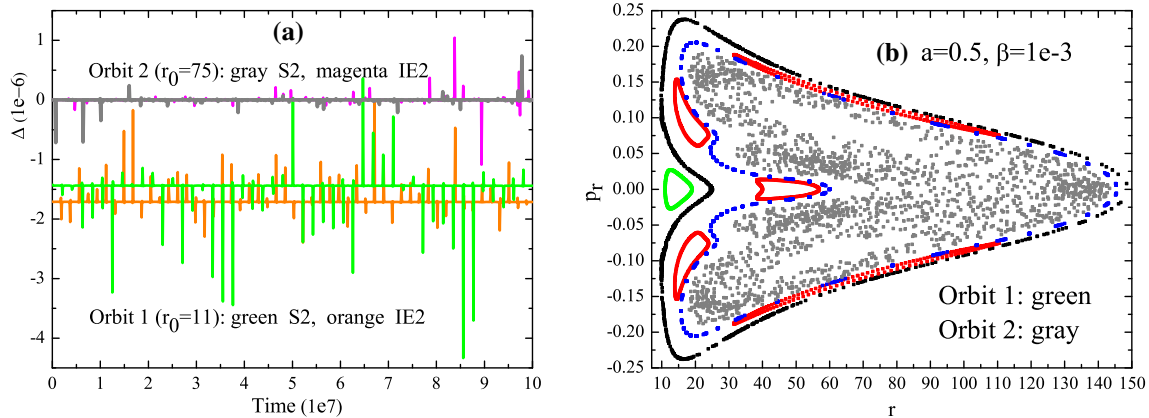 (a)
Orbit 2 (r0=75): gray S2, magenta IE2
Orbit 1 (r0=11): green S2, orange IE2
Δ (1e−6)
1
0
-1
-2
-3
-4
0 1 2 3 4 5 6 7 8 9 10
Time (1e7)
(b) a=0.5, β=1e-3
Orbit 1: green
Orbit 2: gray
pr
0.25
0.20
0.15
0.10
0.05
0.00
-0.05
-0.10
-0.15
-0.20
-0.25
10 20 30 40 50 60 70 80 90 100 110 120 130 140 150
r